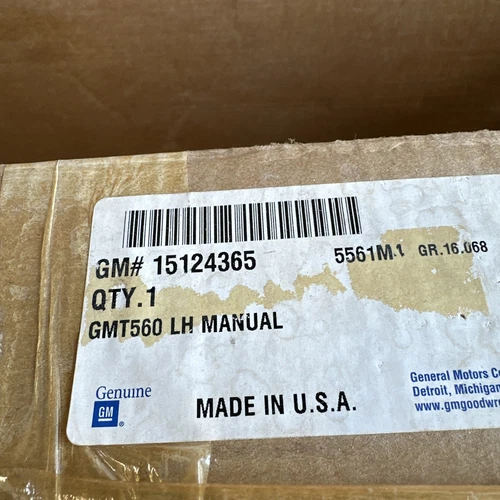 GM# 15124365 5561M.1 GR.16.068
QTY.1
GMT560 LH MANUAL
Genuine
GM
MADE IN U.S.A.
General Motors Co
Detroit, Michigan
www.gmgoodwre